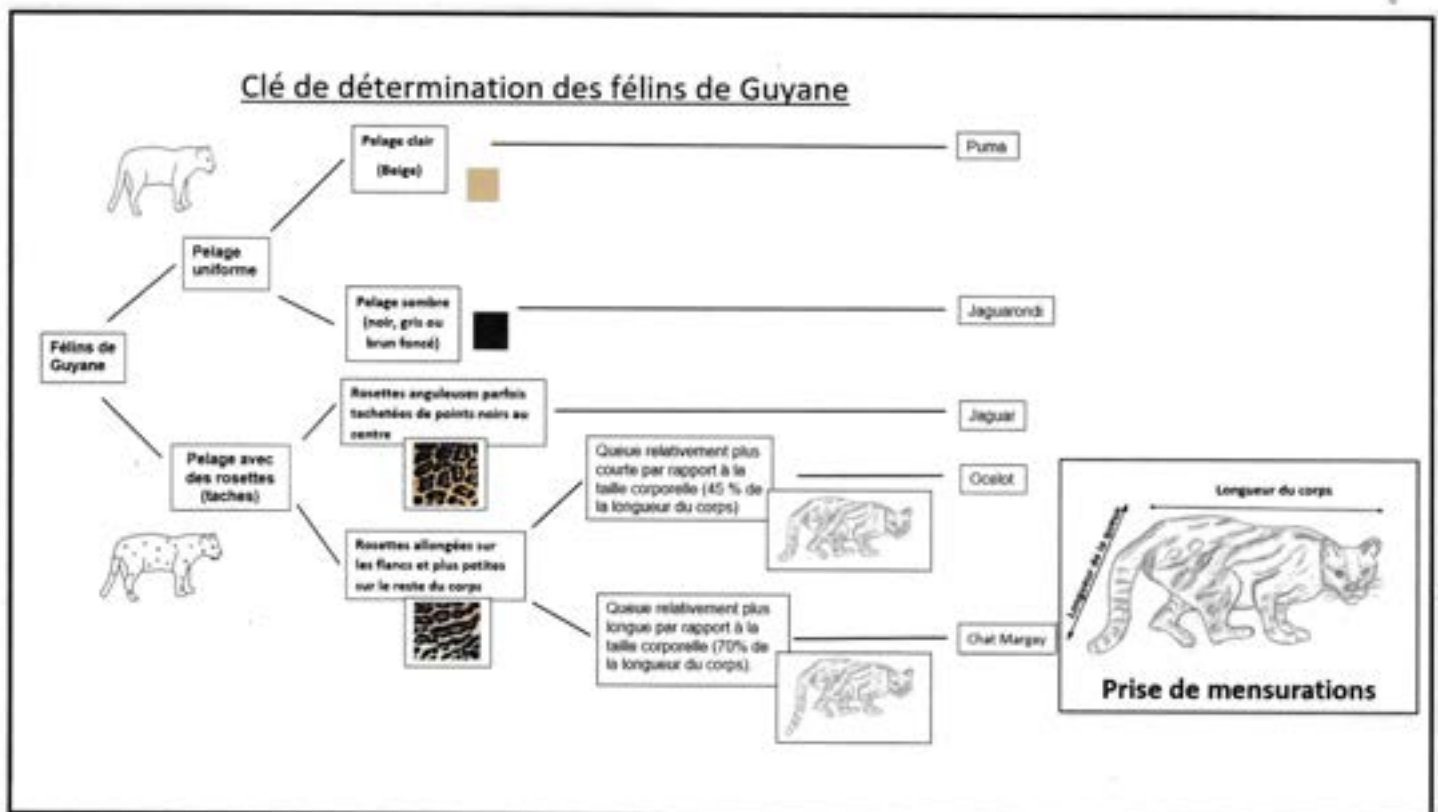 Clé de détermination des félins de Guyane
Pelage clair
(Beige)
Puma
Pelage
uniforme
Pelage sombre
(noir, gris ou
brun foncé)
Jaguarondi
Félins de
Guyane
Rosettes anguleuses parfois
tachetées de points noirs au
centre
Jaguar
Pelage avec
des rosettes
(taches)
Queue relativement plus
courte par rapport à la
taille corporelle (45 % de
la longueur du corps)
Ocelot
Rosettes allongées sur
les flancs et plus petites
sur le reste du corps
Queue relativement plus
longue par rapport à la
taille corporelle (70% de
la longueur du corps).
Chat Margay
Longueur du corps
Longueur de la queue
Prise de mensurations